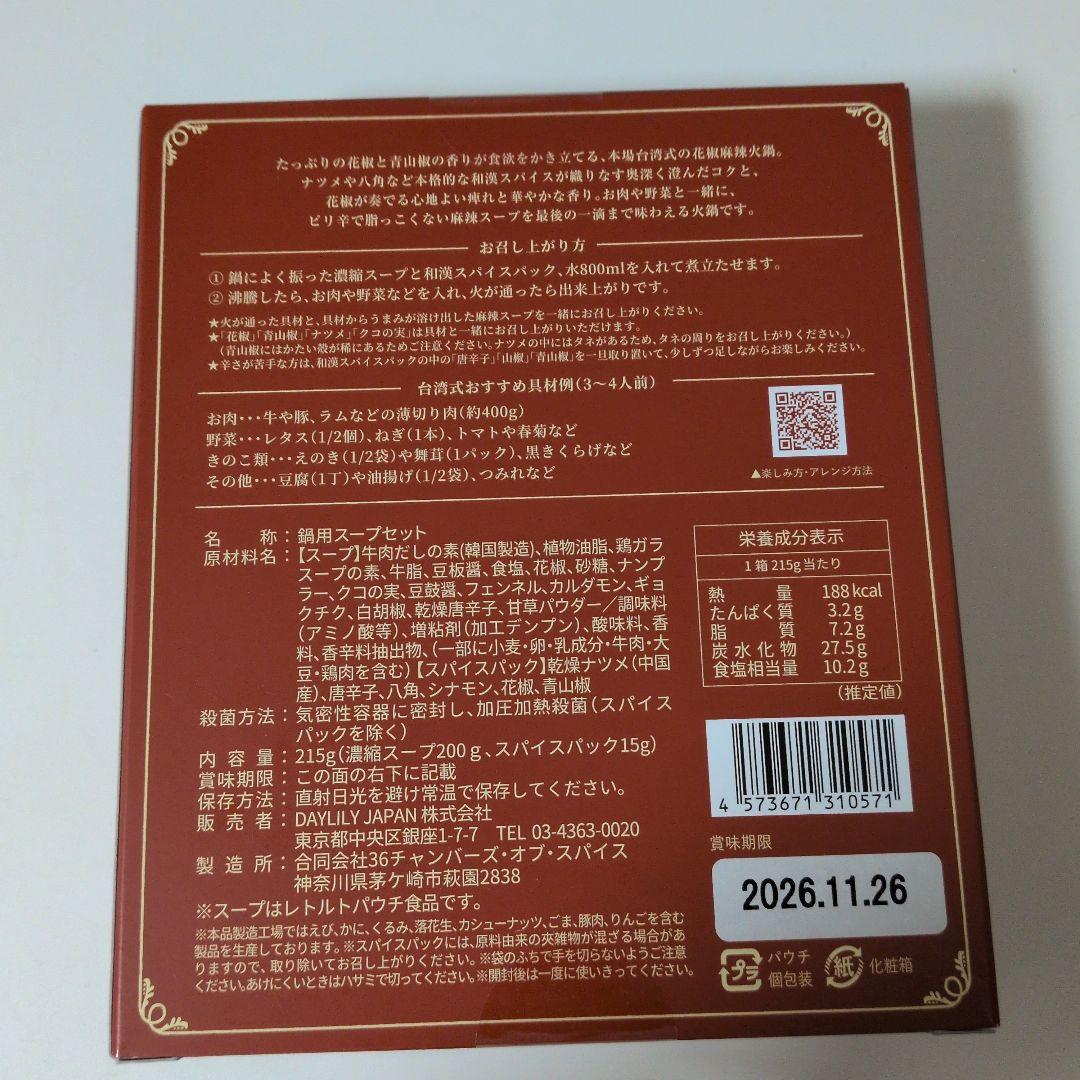 たっぷりの花椒と青山椒の香りが食欲をかき立てる、本場台湾式の花椒麻辣火鍋。
ナツメや八角など本格的な和漢スパイスが織りなす奥深く澄んだコクと、
花椒が奏でる心地よい痺れと華やかな香り。お肉や野菜と一緒に、
ピリ辛で脂っこくない麻辣スープを最後の一滴まで味わえる火鍋です。
お召し上がり方
① 鍋によく振った濃縮スープと和漢スパイスパック、水800mlを入れて煮立たせます。
② 沸騰したら、お肉や野菜などを入れ、火が通ったら出来上がりです。
★火が通った具材と、具材からうまみが溶け出した麻辣スープを一緒にお召し上がりください。
★「花椒」「青山椒」「ナツメ」「クコの実」は具材と一緒にお召し上がりいただけます。
(青山椒にはかたい殻が稀にあるためご注意ください。ナツメの中にはタネがあるため、タネの周りをお召し上がりください。)
★辛さが苦手な方は、和漢スパイスパックの中の「唐辛子」「山椒」「青山椒」を一旦取り置いて、少しずつ足しながらお楽しみください。
台湾式おすすめ具材例(3〜4人前)
お肉・・・牛や豚、ラムなどの薄切り肉(約400g)
野菜・・・レタス(1/2個)、ねぎ(1本)、トマトや春菊など
きのこ類・・・えのき(1/2袋)や舞茸(1パック)、黒きくらげなど
その他・・・豆腐(1丁)や油揚げ(1/2袋)、つみれなど
▲楽しみ方・アレンジ方法
名称:鍋用スープセット
原材料名:【スープ】牛肉だしの素(韓国製造)、植物油脂、鶏ガラ
スープの素、牛脂、豆板醤、食塩、花椒、砂糖、ナンプ
ラー、クコの実、豆鼓醤、フェンネル、カルダモン、ギョ
クチク、白胡椒、乾燥唐辛子、甘草パウダー/調味料
(アミノ酸等)、増粘剤(加工デンプン)、酸味料、香
料、香辛料抽出物、(一部に小麦・卵・乳成分・牛肉・大
豆・鶏肉を含む)【スパイスパック】乾燥ナツメ(中国
産)、唐辛子、八角、シナモン、花椒、青山椒
殺菌方法:気密性容器に密封し、加圧加熱殺菌(スパイス
パックを除く)
内容量:215g(濃縮スープ200g、スパイスパック15g)
賞味期限:この面の右下に記載
保存方法:直射日光を避け常温で保存してください。
販売者:DAYLILY JAPAN 株式会社
東京都中央区銀座1-7-7 TEL 03-4363-0020
製造所:合同会社36チャンバーズ・オブ・スパイス
神奈川県茅ケ崎市萩園2838
※スープはレトルトパウチ食品です。
※本品製造工場ではえび、かに、くるみ、落花生、カシューナッツ、ごま、豚肉、りんごを含む
製品を生産しております。※スパイスパックには、原料由来の夾雑物が混ざる場合があ
りますので、取り除いてお召し上がりください。※袋のふちで手を切らないようご注意
ください。あけにくいときはハサミで切ってください。※開封後は一度に使いきってください。
栄養成分表示
1箱 215g当たり
熱量 188kcal
たんぱく質 3.2g
脂質 7.2g
炭水化物 27.5g
食塩相当量 10.2g
(推定値)
4 573671 310571
賞味期限
2026.11.26
プラ
パウチ
個包装
紙
化粧箱